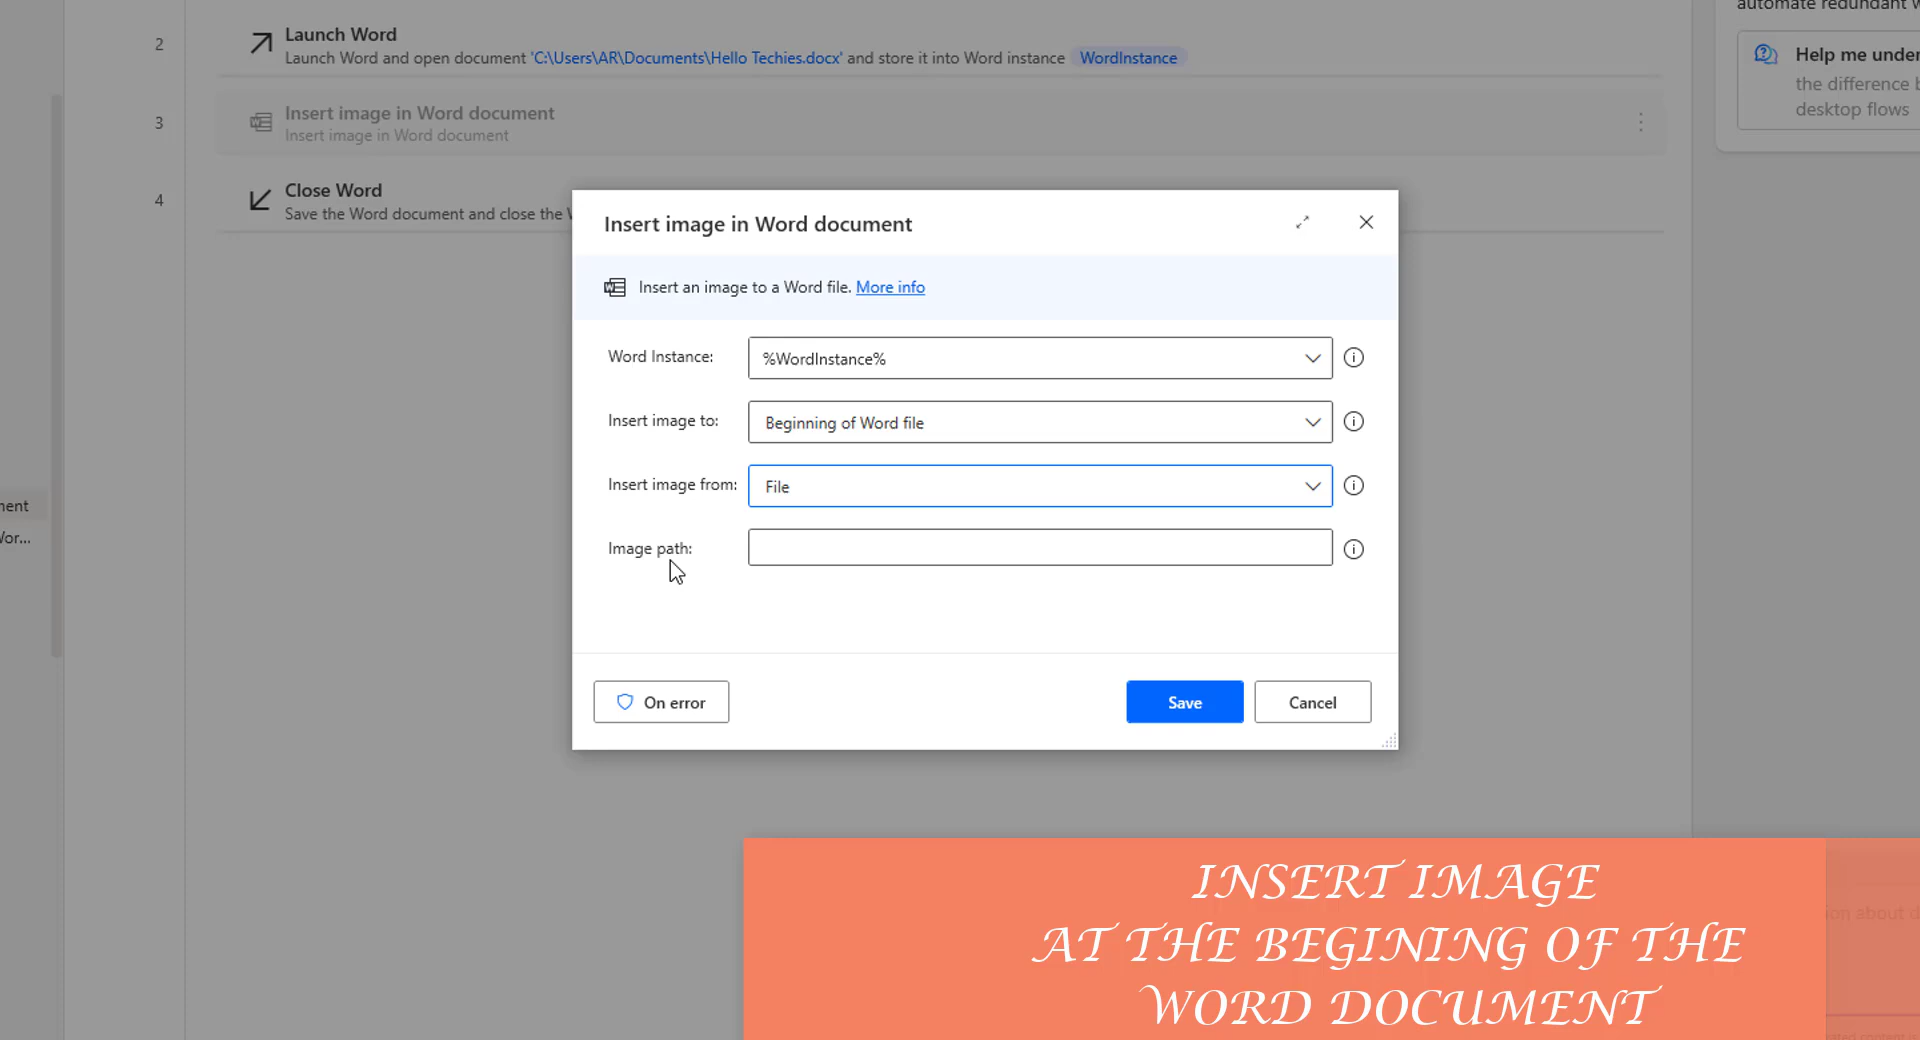 automate redundant
2
Launch Word
Launch Word and open document 'C:\Users\AR\Documents\Hello Techies.docx' and store it into Word instance WordInstance
Help me
the difference
desktop flows
3
Insert image in Word document
Insert image in Word document
4
Close Word
Save the Word document and close the
Insert image in Word document
Insert an image to a Word file. More info
Word Instance: %WordInstance%
Insert image to: Beginning of Word file
Insert image from: File
Image path:
On error
Save
Cancel
INSERT IMAGE
AT THE BEGINING OF THE
WORD DOCUMENT
about